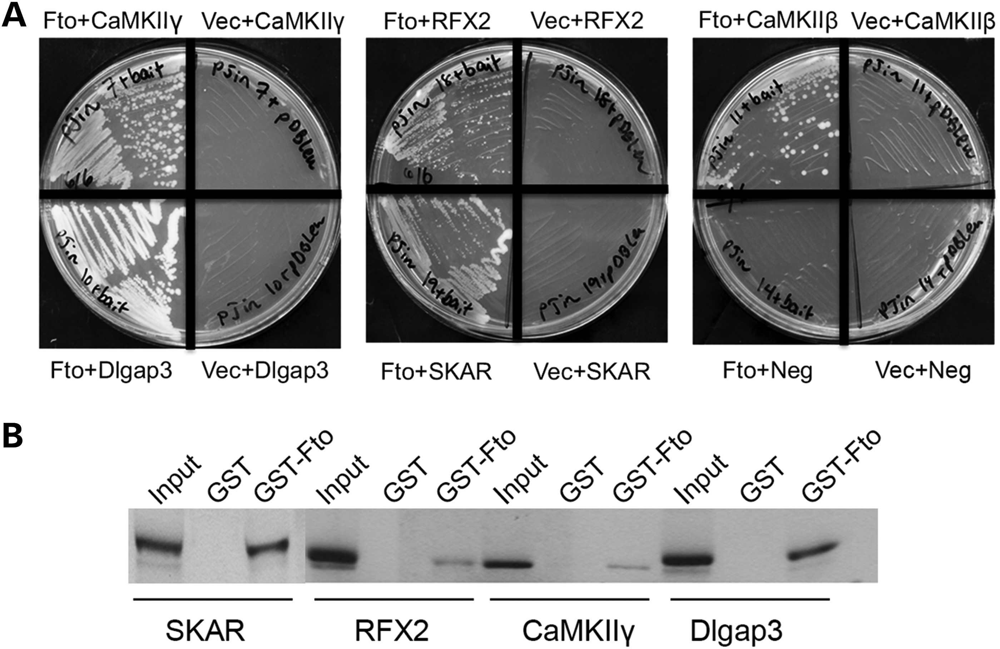 A
Fto+CaMKIIγ Vec+CaMKIIγ Fto+RFX2 Vec+RFX2 Fto+CaMKIIβ Vec+CaMKIIβ
pJin 7+bait
6/6
pJin 7+pDBleu
pJin 18+bait
6/6
pJin 18+pDBleu
pJin 11+bait
pJin 11+pDBleu
pJin 10+bait
pJin 10+pDBLeu
pJin 19+bait
pJin 19+pDBLeu
pJin 14+bait
pJin 14+pDBLeu
Fto+Dlgap3 Vec+Dlgap3 Fto+SKAR Vec+SKAR Fto+Neg Vec+Neg
B
Input GST GST-Fto Input GST GST-Fto Input GST GST-Fto Input GST GST-Fto
SKAR RFX2 CaMKIIγ Dlgap3